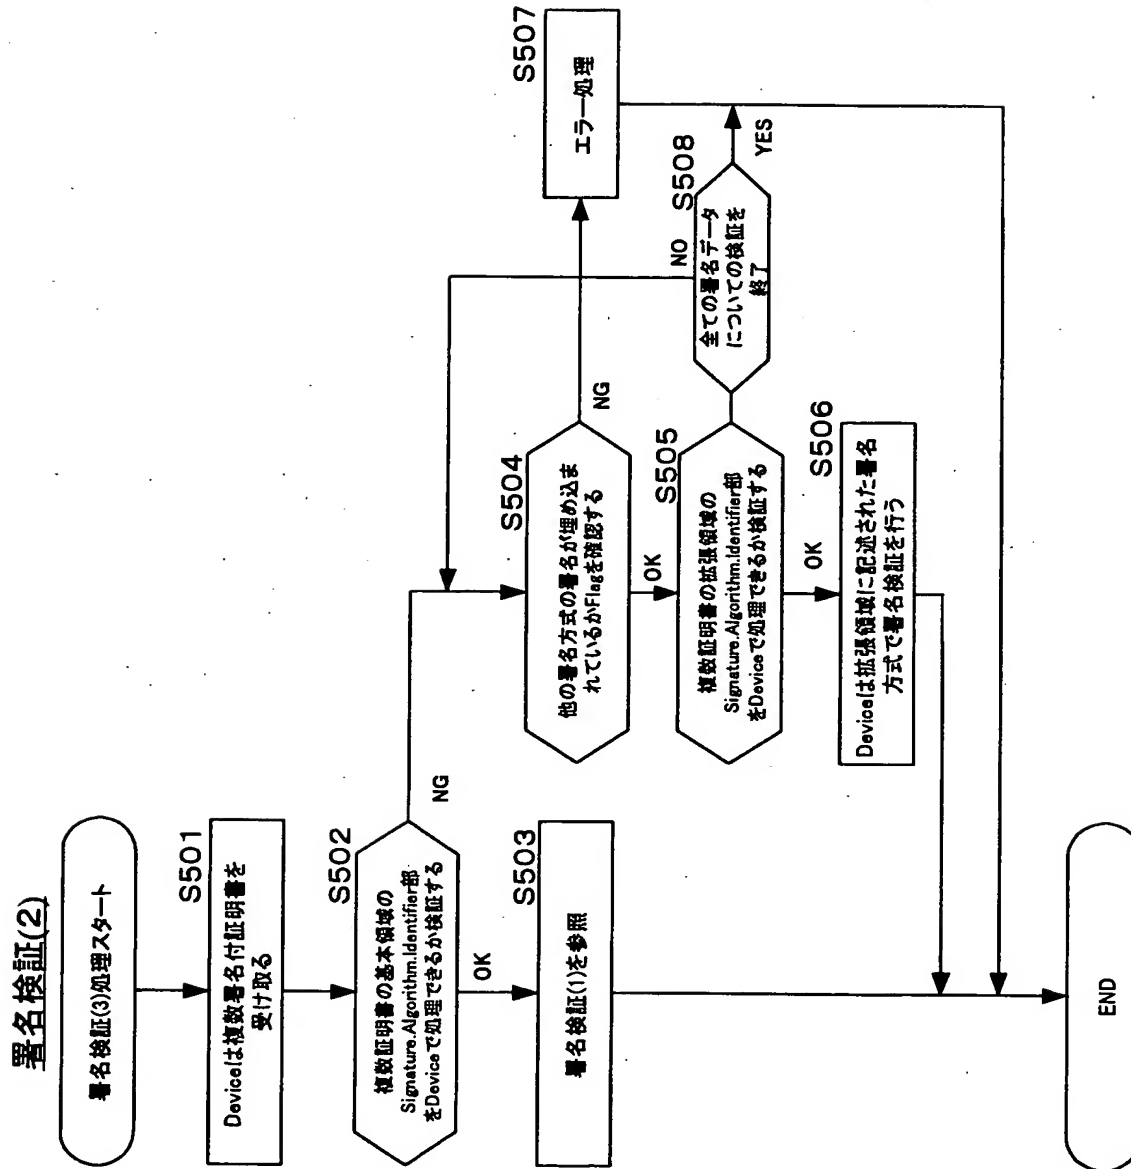 署名検証(2)
署名検証(3)処理スタート
S501
Deviceは複数署名付証明書を
受け取る
S502
複数証明書の基本領域の
Signature.Algorithm.Identifier部
をDeviceで処理できるか検証する
NG
OK
S503
署名検証(1)を参照
S504
他の署名方式の署名が埋め込ま
れているかFlagを確認する
NG
OK
S505
複数証明書の拡張領域の
Signature.Algorithm.Identifier部
をDeviceで処理できるか検証する
OK
S506
Deviceは拡張領域に記述された署名
方式で署名検証を行う
S507
エラー処理
S508
全ての署名データ
についての検証を
終了
NO
YES
END